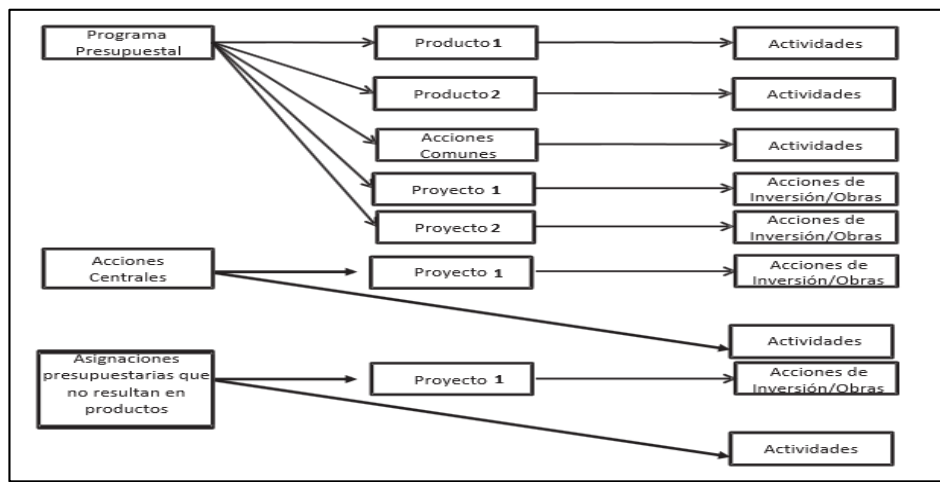 Programa
Presupuestal
Producto 1
Actividades
Producto 2
Actividades
Acciones
Comunes
Actividades
Proyecto 1
Acciones de
Inversión/Obras
Proyecto 2
Acciones de
Inversión/Obras
Acciones
Centrales
Proyecto 1
Acciones de
Inversión/Obras
Actividades
Asignaciones
presupuestarias que
no resultan en
productos
Proyecto 1
Acciones de
Inversión/Obras
Actividades